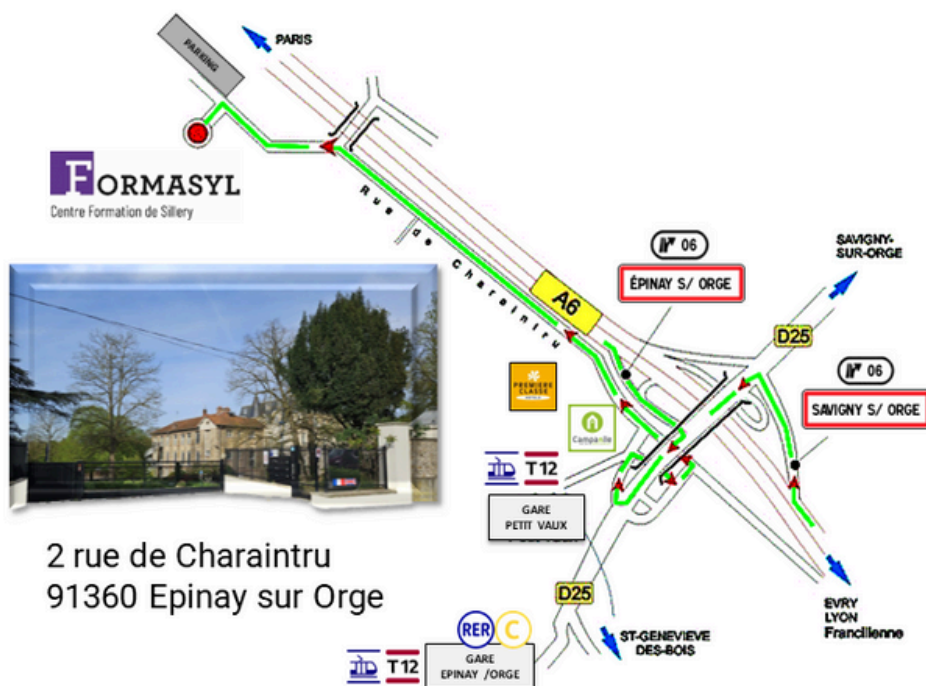 PARIS
PARKING
FORMASYL
Centre Formation de Sillery
Rue de Charaintru
06
ÉPINAY S/ ORGE
SAVIGNY-
SUR-ORGE
A6
D25
06
SAVIGNY S/ ORGE
PREMIERE
CLASSE
Campanile
T12
GARE
PETIT VAUX
2 rue de Charaintru
91360 Epinay sur Orge
D25
EVRY
LYON
Francilienne
RER C
ST-GENEVIEVE
DES-BOIS
T12
GARE
EPINAY /ORGE